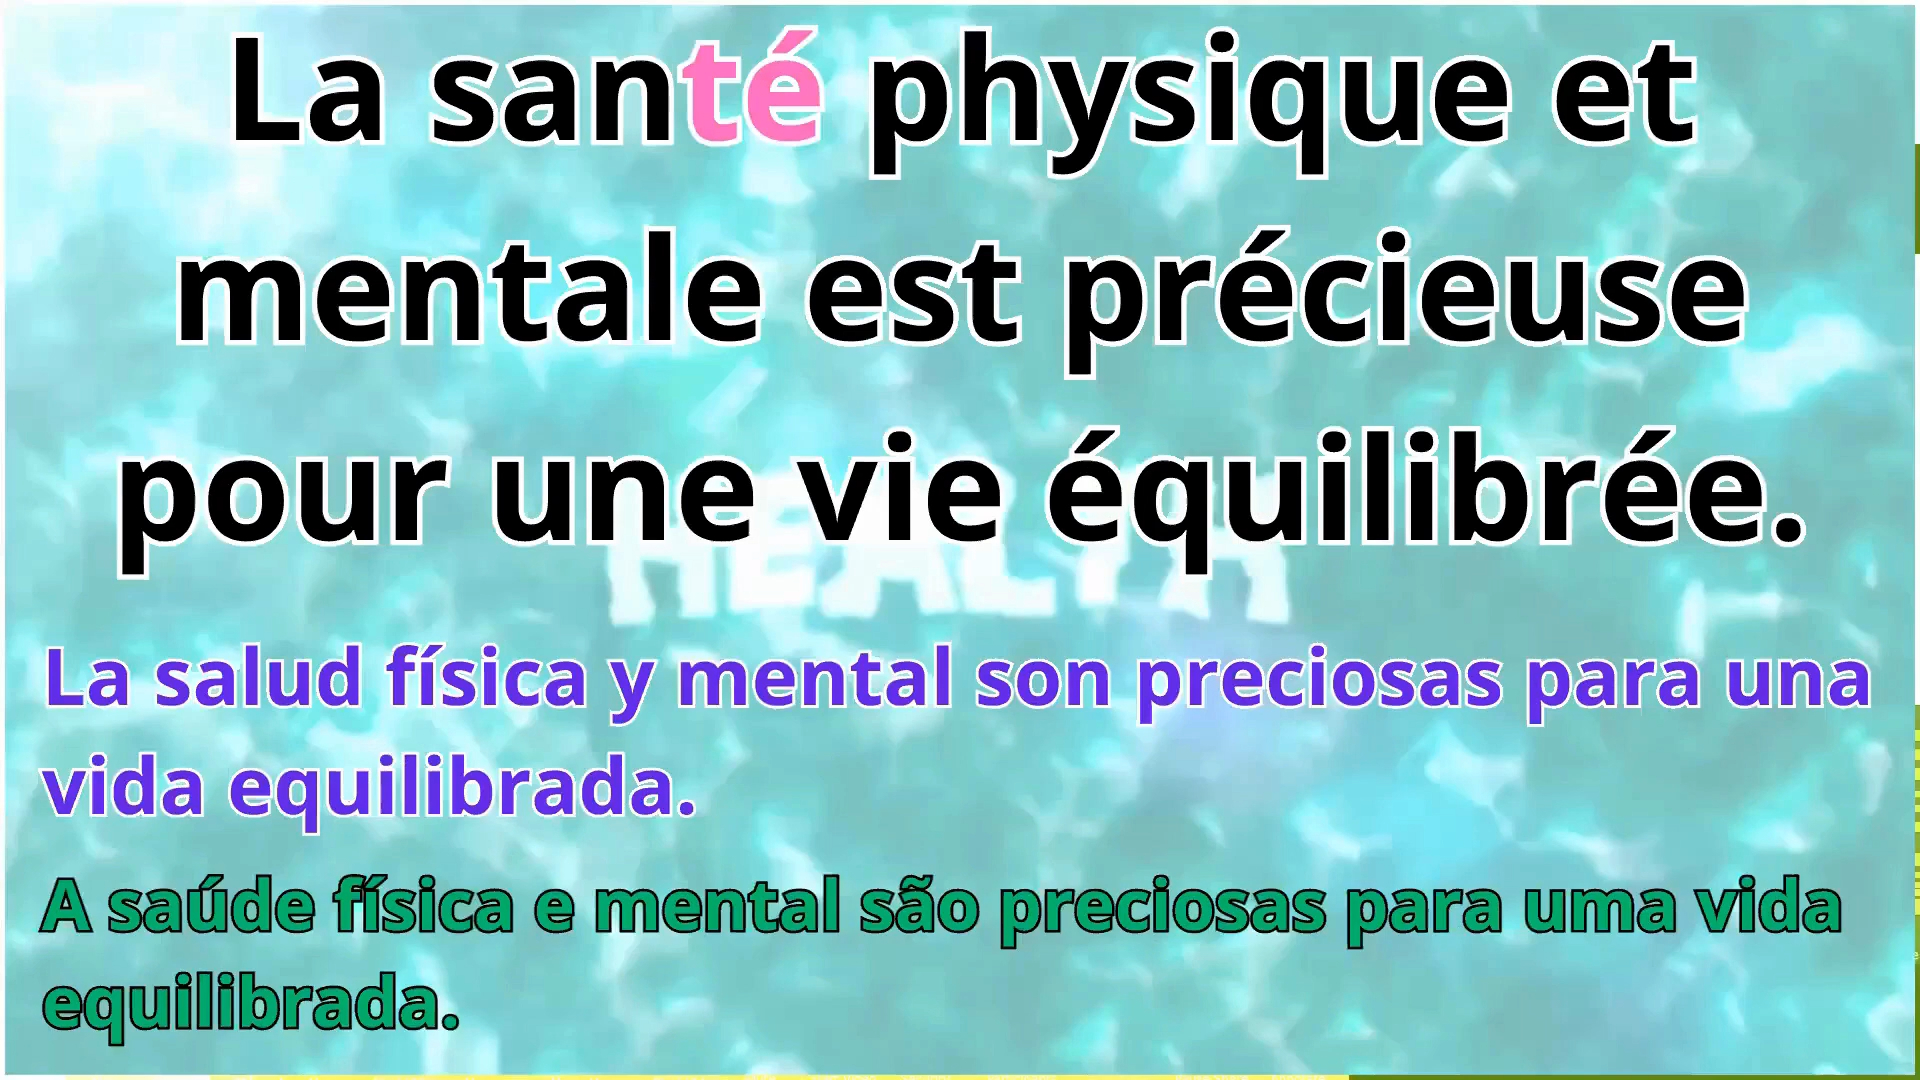 La santé physique et
mentale est précieuse
pour une vie équilibrée.
HEALTH
La salud física y mental son preciosas para una
vida equilibrada.
A saúde física e mental são preciosas para uma vida
equilibrada.